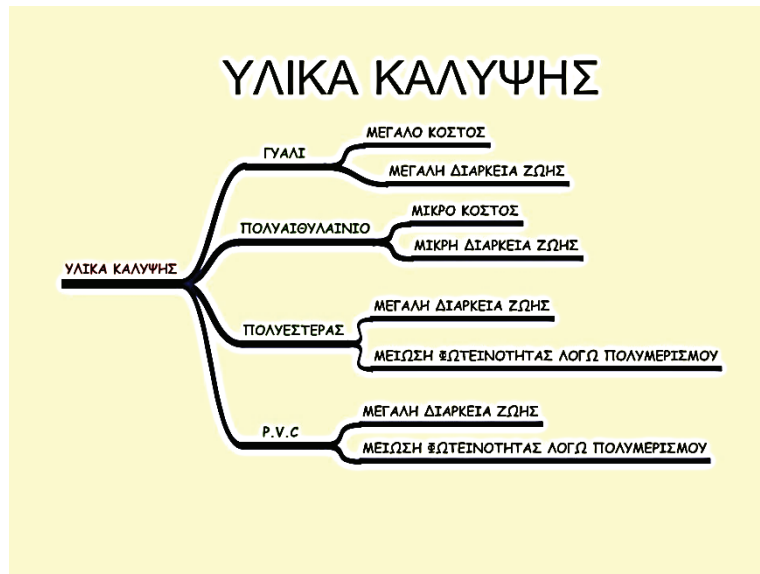 ΥΛΙΚΑ ΚΑΛΥΨΗΣ
ΥΛΙΚΑ ΚΑΛΥΨΗΣ
ΓΥΑΛΙ
ΜΕΓΑΛΟ ΚΟΣΤΟΣ
ΜΕΓΑΛΗ ΔΙΑΡΚΕΙΑ ΖΩΗΣ
ΠΟΛΥΑΙΘΥΛΑΙΝΙΟ
ΜΙΚΡΟ ΚΟΣΤΟΣ
ΜΙΚΡΗ ΔΙΑΡΚΕΙΑ ΖΩΗΣ
ΠΟΛΥΕΣΤΕΡΑΣ
ΜΕΓΑΛΗ ΔΙΑΡΚΕΙΑ ΖΩΗΣ
ΜΕΙΩΣΗ ΦΩΤΕΙΝΟΤΗΤΑΣ ΛΟΓΩ ΠΟΛΥΜΕΡΙΣΜΟΥ
P.V.C
ΜΕΓΑΛΗ ΔΙΑΡΚΕΙΑ ΖΩΗΣ
ΜΕΙΩΣΗ ΦΩΤΕΙΝΟΤΗΤΑΣ ΛΟΓΩ ΠΟΛΥΜΕΡΙΣΜΟΥ